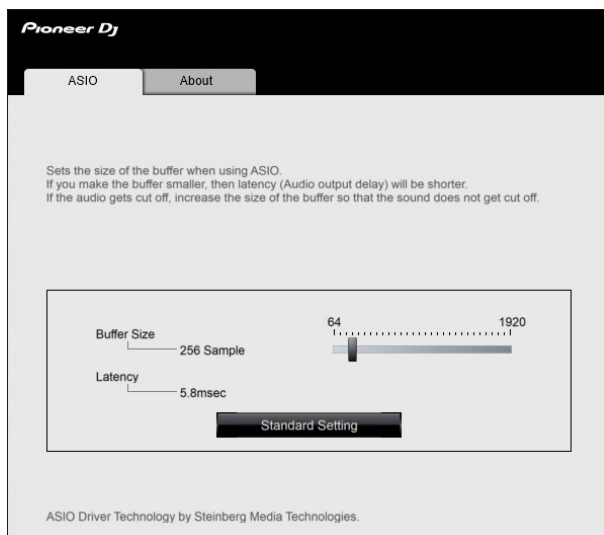 Pioneer Dj
ASIO
About
Sets the size of the buffer when using ASIO.
If you make the buffer smaller, then latency (Audio output delay) will be shorter.
If the audio gets cut off, increase the size of the buffer so that the sound does not get cut off.
64 1920
Buffer Size
256 Sample
Latency
5.8msec
Standard Setting
ASIO Driver Technology by Steinberg Media Technologies.